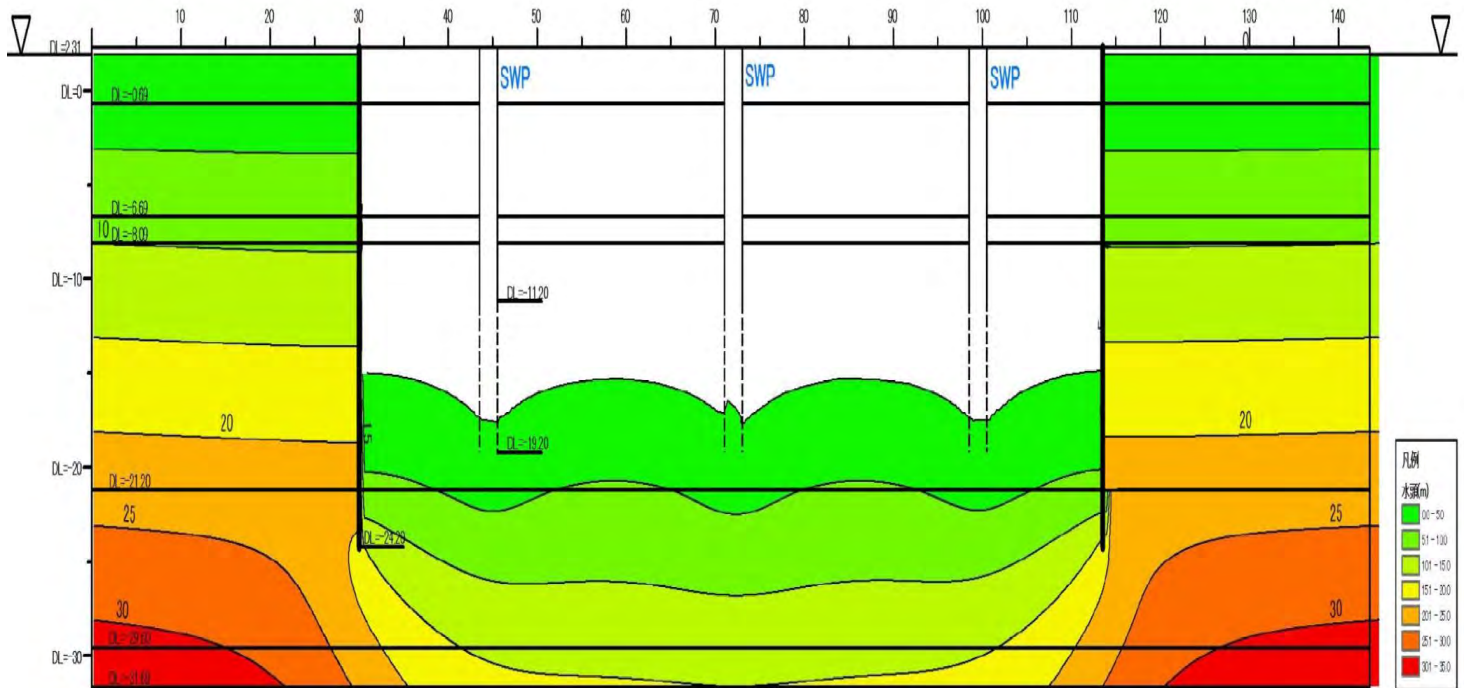 10 20 30 40 50 60 70 80 90 100 110 120 130 140
DL=2.31
SWP SWP SWP
DL=0
DL=-0.69
DL=-6.69
10 DL=-8.09
DL=-10
DL=-11.20
20 15 20
DL=-19.20
DL=-20
DL=-21.20
25 25
DL=-24.20
30 30
DL=-29.60
DL=-30
DL=-31.69
凡例
水頭(m)
0.0-5.0
5.1-10.0
10.1-15.0
15.1-20.0
20.1-25.0
25.1-30.0
30.1-35.0